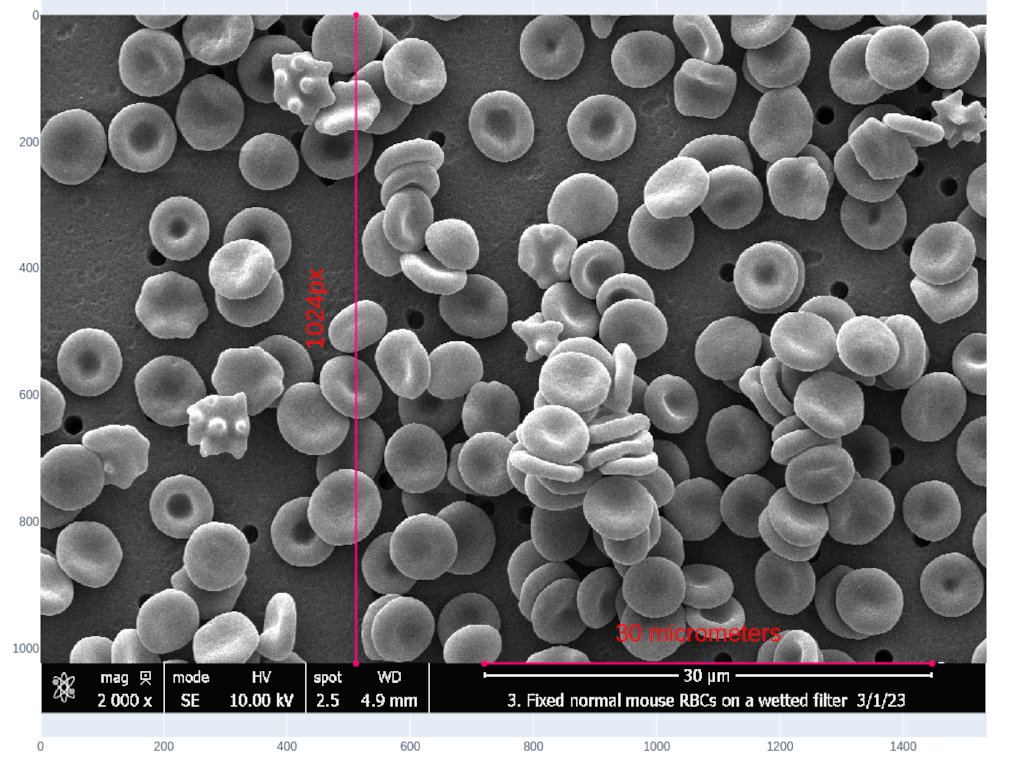 0
200
400
600
800
1000
1024px
30 micrometers
mag mode HV spot WD 30 µm
2 000 x SE 10.00 kV 2.5 4.9 mm 3. Fixed normal mouse RBCs on a wetted filter 3/1/23
0 200 400 600 800 1000 1200 1400